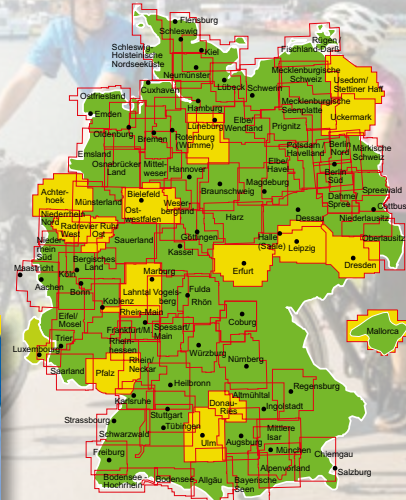 Flensburg
Schleswig
Schleswig-
Holsteinische
Nordseeküste
Kiel
Rügen/
Fischland-Darß
Neumünster
Mecklenburgische
Schweiz
Usedom/
Stettiner Haff
Cuxhaven
Lübeck
Schwerin
Ostfriesland
Hamburg
Mecklenburgische
Seenplatte
Emden
Lüneburg
Elbe/
Wendland
Prignitz
Uckermark
Oldenburg
Bremen
Rotenburg
(Wümme)
Emsland
Osnabrücker
Land
Mittel-
weser
Hannover
Elbe/
Havel
Potsdam /
Havelland
Berlin
Nord
Märkische
Schweiz
Berlin
Süd
Achter-
hoek
Münsterland
Bielefeld
Ost-
westfalen
Weser-
bergland
Braunschweig
Magdeburg
Dahme
Spree
Spreewald
Cottbus
Niederrhein
Nord
Radrevier Ruhr
West
Ost
Harz
Dessau
Niederlausitz
Nieder-
rhein
Süd
Sauerland
Göttingen
Kassel
Halle
(Saale)
Leipzig
Oberlausitz
Maastricht
Köln
Bergisches
Land
Marburg
Erfurt
Dresden
Aachen
Bonn
Lahntal
Vogels-
berg
Fulda
Rhön
Koblenz
Rhein-Main
Eifel/
Mosel
Frankfurt/M.
Spessart/
Main
Coburg
Mallorca
Luxembourg
Trier
Rhein-
hessen
Würzburg
Saarland
Pfalz
Rhein/
Neckar
Nürnberg
Heilbronn
Karlsruhe
Donau-
Ries
Altmühltal
Regensburg
Strassbourg
Stuttgart
Ingolstadt
Schwarzwald
Tübingen
Ulm
Augsburg
Mittlere
Isar
Freiburg
München
Chiemgau
Alpenvorland
Salzburg
Bodensee -
Hochrhein
Bodensee
Allgäu
Bayerische
Seen